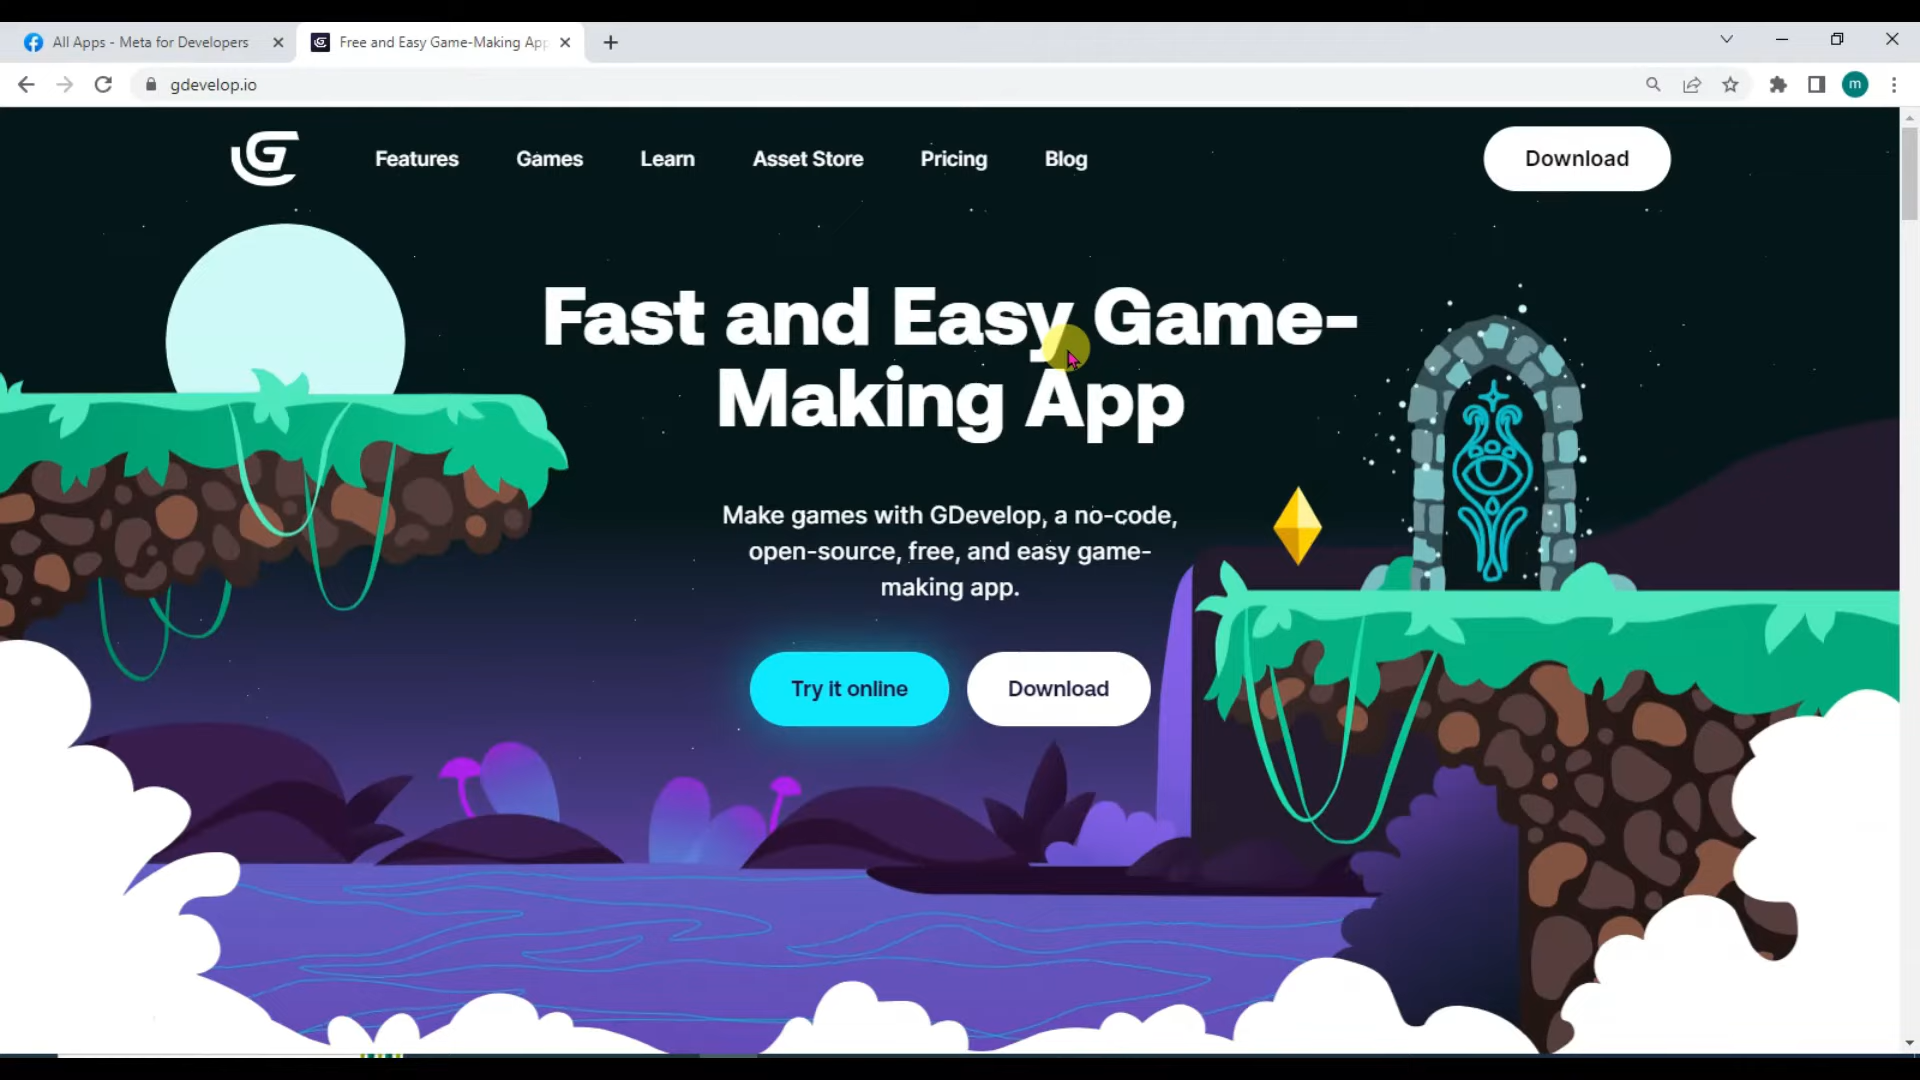 All Apps - Meta for Developers
Free and Easy Game-Making App
gdevelop.io
m
Features
Games
Learn
Asset Store
Pricing
Blog
Download
Fast and Easy Game-
Making App
Make games with GDevelop, a no-code,
open-source, free, and easy game-
making app.
Try it online
Download